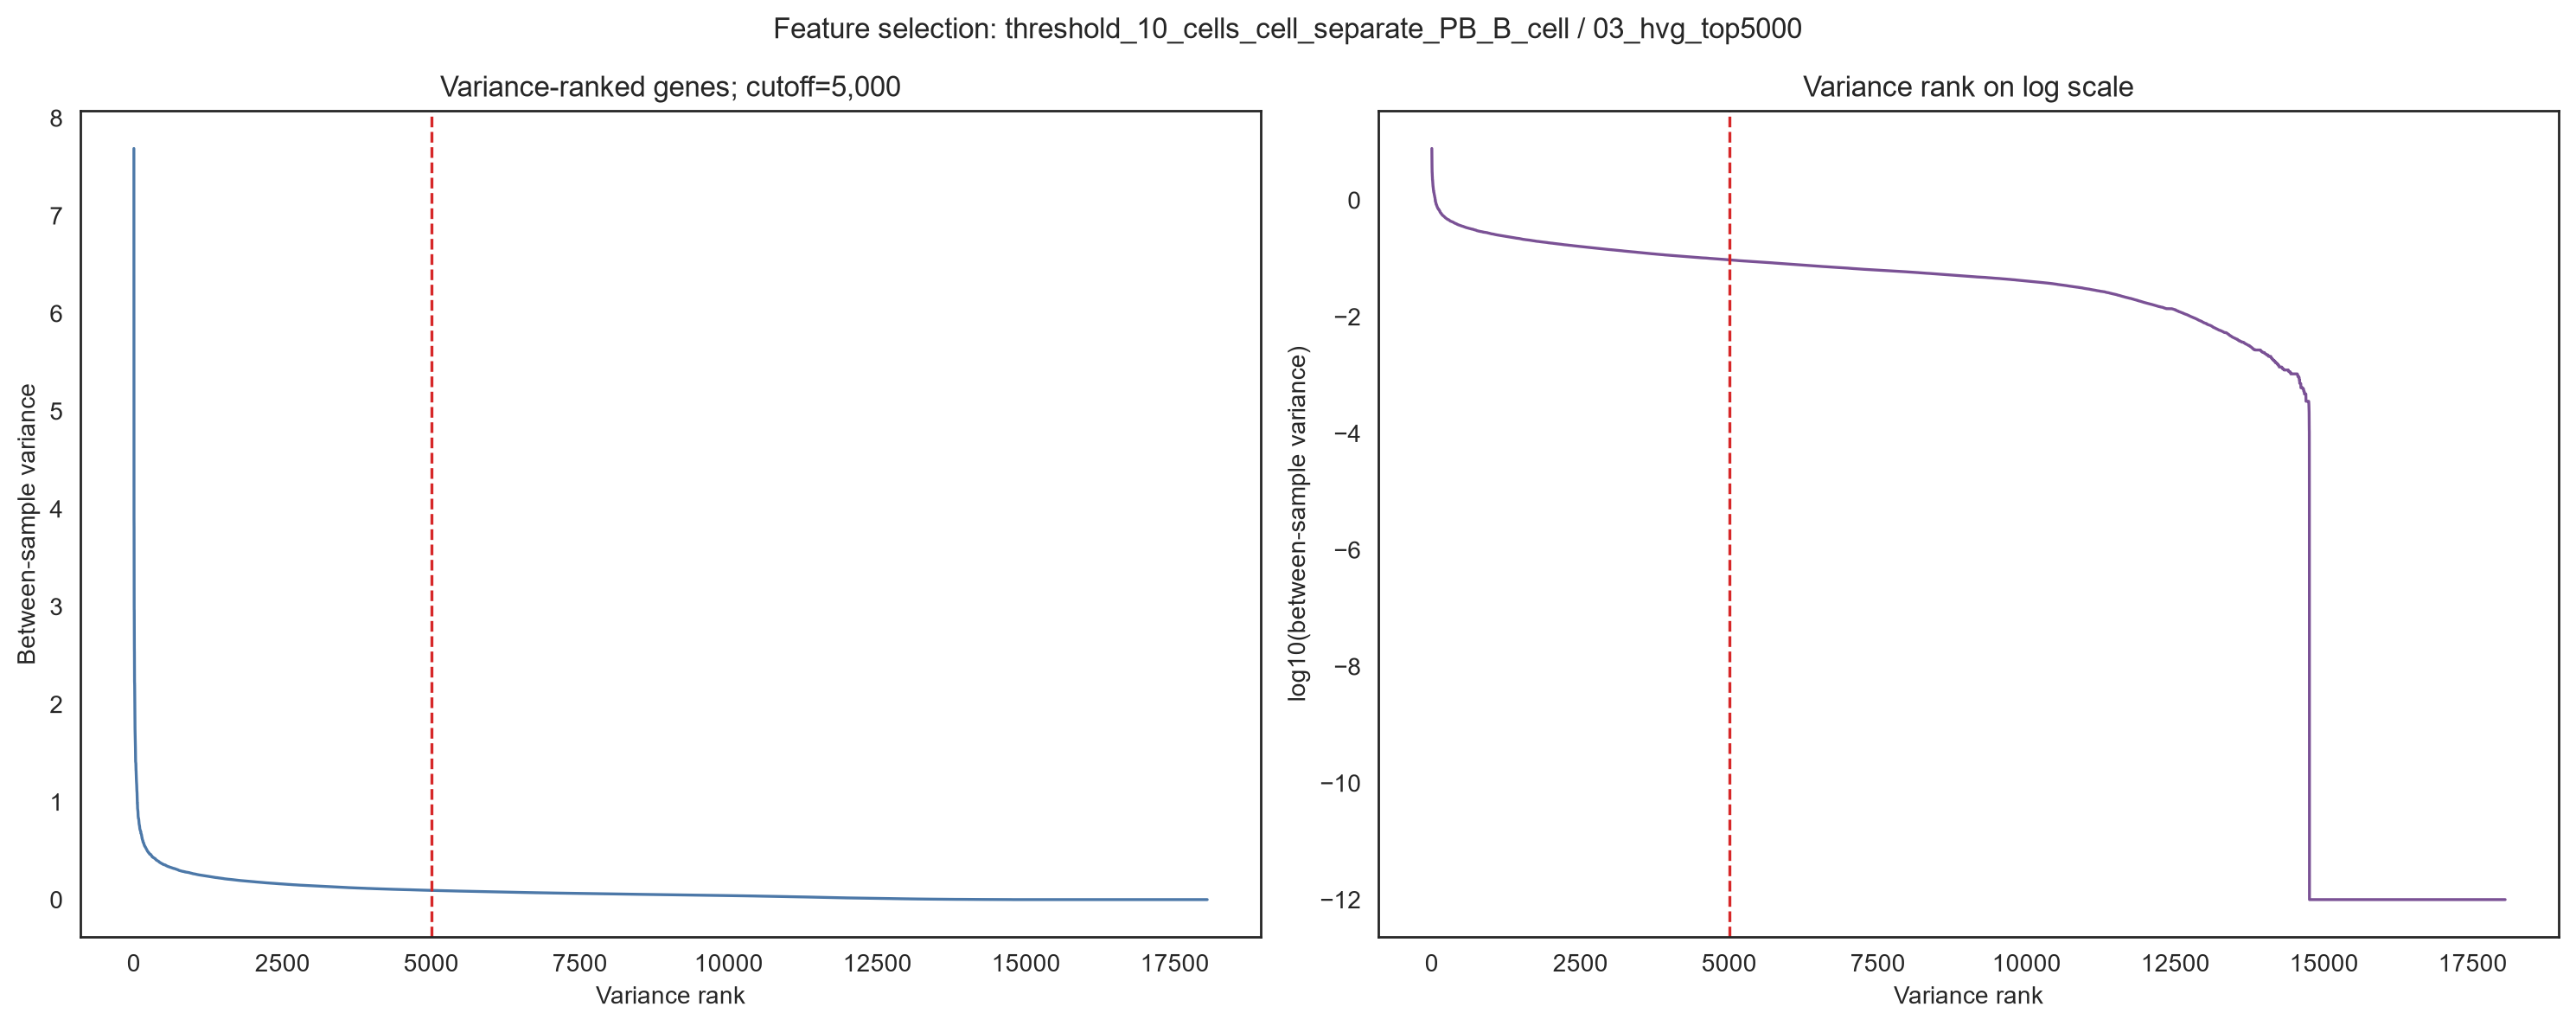 Feature selection: threshold_10_cells_cell_separate_PB_B_cell / 03_hvg_top5000
Variance-ranked genes; cutoff=5,000
8
7
6
5
4
3
2
1
0
Between-sample variance
0 2500 5000 7500 10000 12500 15000 17500
Variance rank
Variance rank on log scale
0
−2
−4
−6
−8
−10
−12
log10(between-sample variance)
0 2500 5000 7500 10000 12500 15000 17500
Variance rank